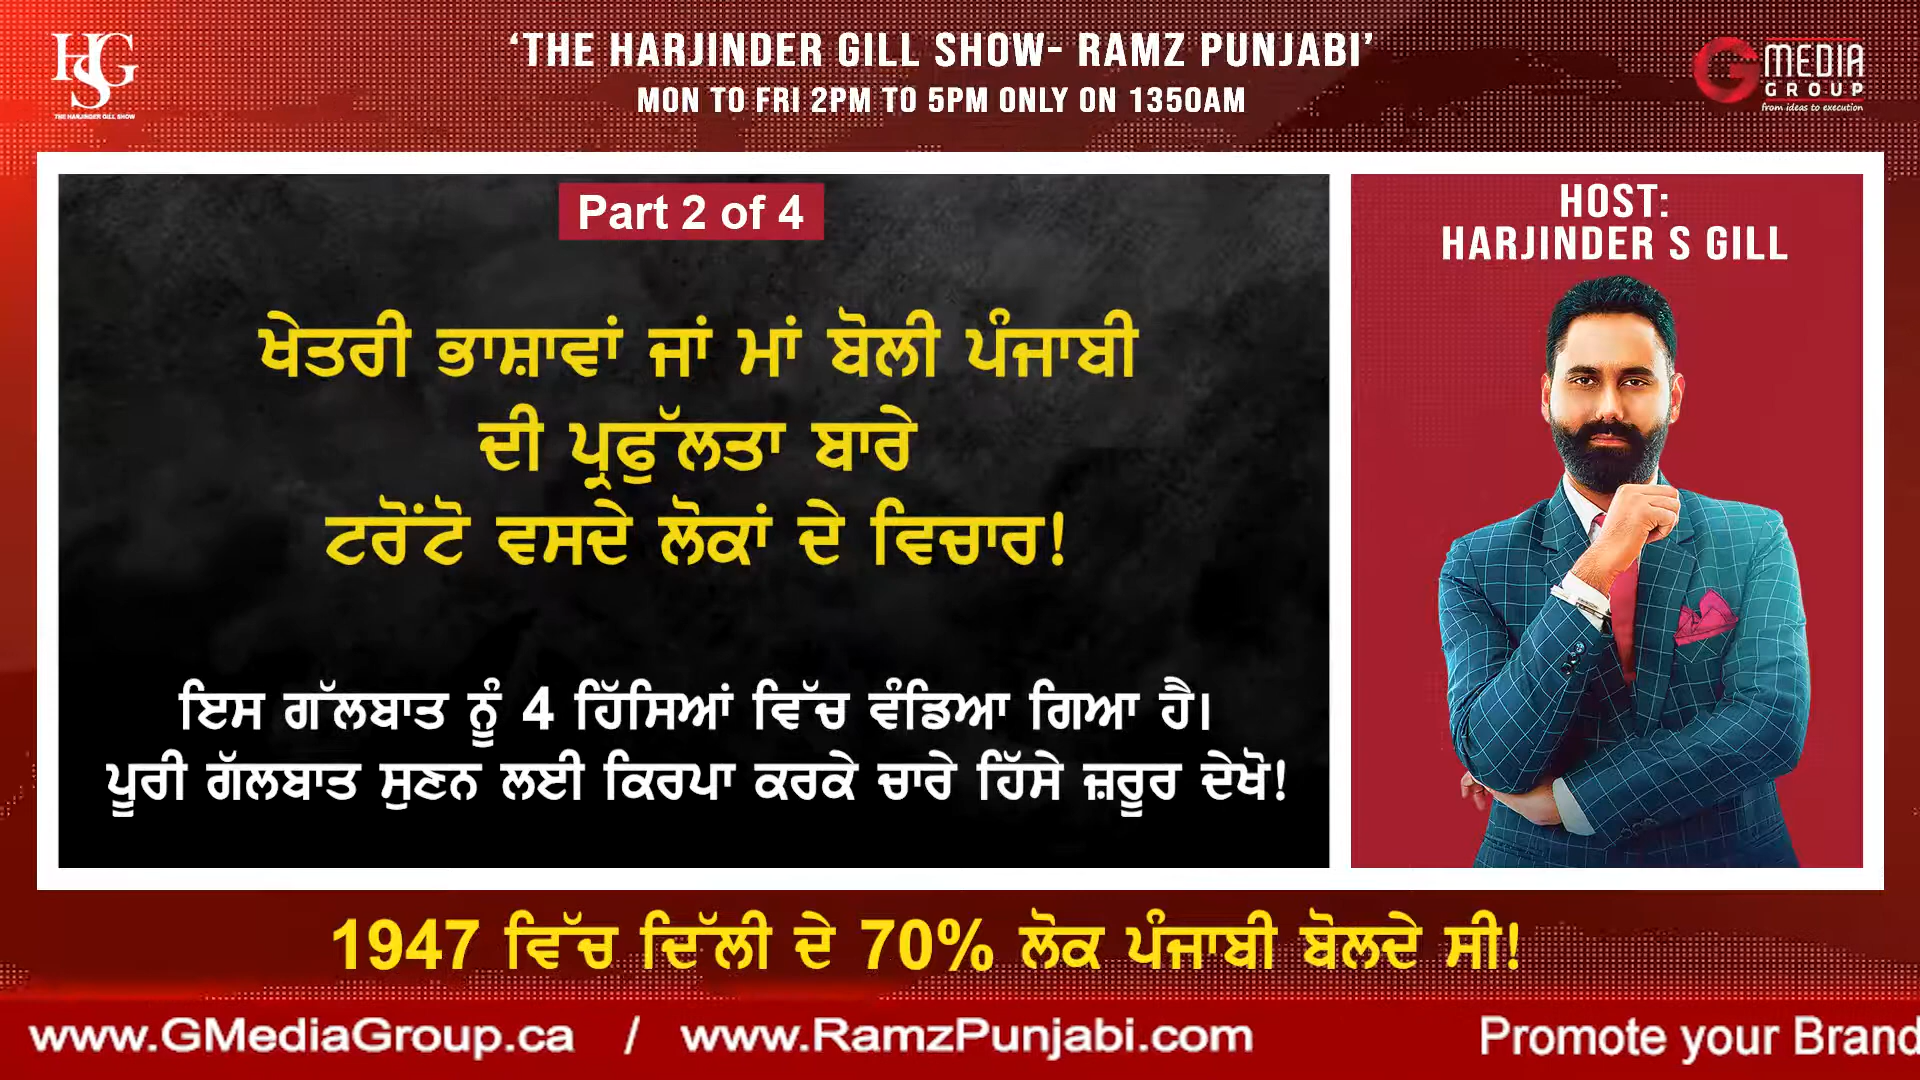 HSG
THE HARJINDER GILL SHOW
‘THE HARJINDER GILL SHOW- RAMZ PUNJABI’
MON TO FRI 2PM TO 5PM ONLY ON 1350AM
G MEDIA
GROUP
from ideas to execution
Part 2 of 4
ਖੇਤਰੀ ਭਾਸ਼ਾਵਾਂ ਜਾਂ ਮਾਂ ਬੋਲੀ ਪੰਜਾਬੀ
ਦੀ ਪ੍ਰਫੁੱਲਤਾ ਬਾਰੇ
ਟਰੋਂਟੋ ਵਸਦੇ ਲੋਕਾਂ ਦੇ ਵਿਚਾਰ!
ਇਸ ਗੱਲਬਾਤ ਨੂੰ 4 ਹਿੱਸਿਆਂ ਵਿੱਚ ਵੰਡਿਆ ਗਿਆ ਹੈ।
ਪੂਰੀ ਗੱਲਬਾਤ ਸੁਣਨ ਲਈ ਕਿਰਪਾ ਕਰਕੇ ਚਾਰੇ ਹਿੱਸੇ ਜ਼ਰੂਰ ਦੇਖੋ!
HOST:
HARJINDER S GILL
1947 ਵਿੱਚ ਦਿੱਲੀ ਦੇ 70% ਲੋਕ ਪੰਜਾਬੀ ਬੋਲਦੇ ਸੀ!
www.GMediaGroup.ca / www.RamzPunjabi.com Promote your Brand